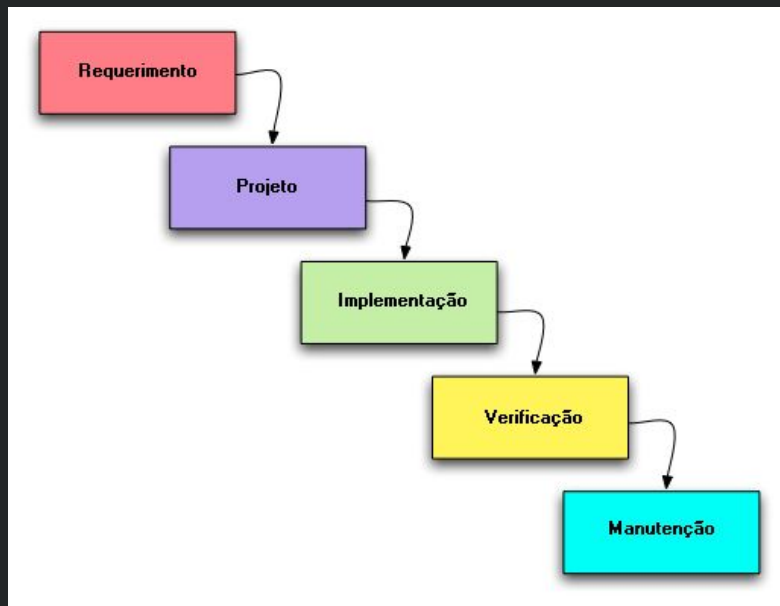 Requerimento
Projeto
Implementação
Verificação
Manutenção